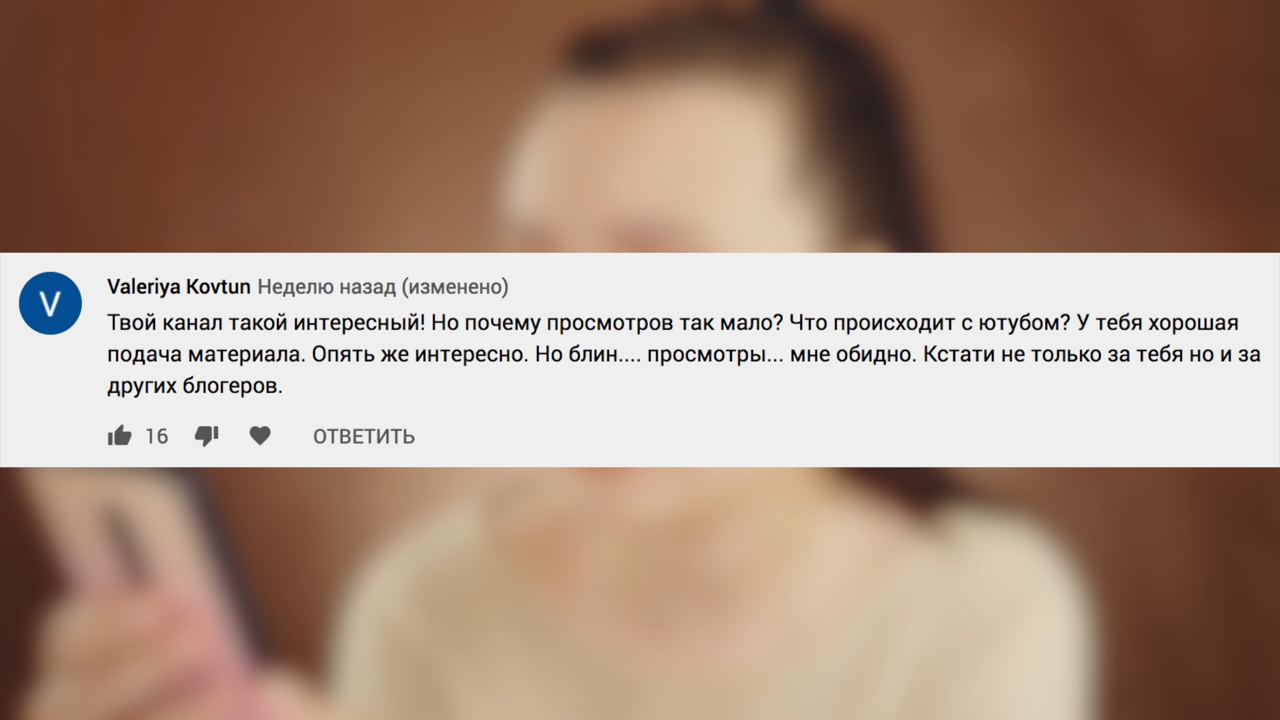 V
Valeriya Kovtun Неделю назад (изменено)
Твой канал такой интересный! Но почему просмотров так мало? Что происходит с ютубом? У тебя хорошая
подача материала. Опять же интересно. Но блин.... просмотры... мне обидно. Кстати не только за тебя но и за
других блогеров.
16 ОТВЕТИТЬ